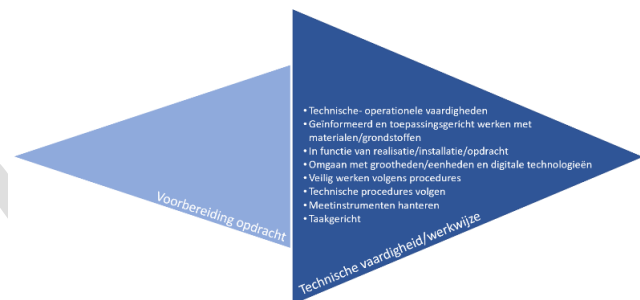 • Technische- operationele vaardigheden
• Geïnformeerd en toepassingsgericht werken met
materialen/grondstoffen
• In functie van realisatie/installatie/opdracht
• Omgaan met grootheden/eenheden en digitale technologieën
• Veilig werken volgens procedures
• Technische procedures volgen
• Meetinstrumenten hanteren
• Taakgericht
Voorbereiding opdracht
Technische vaardigheid/werkwijze